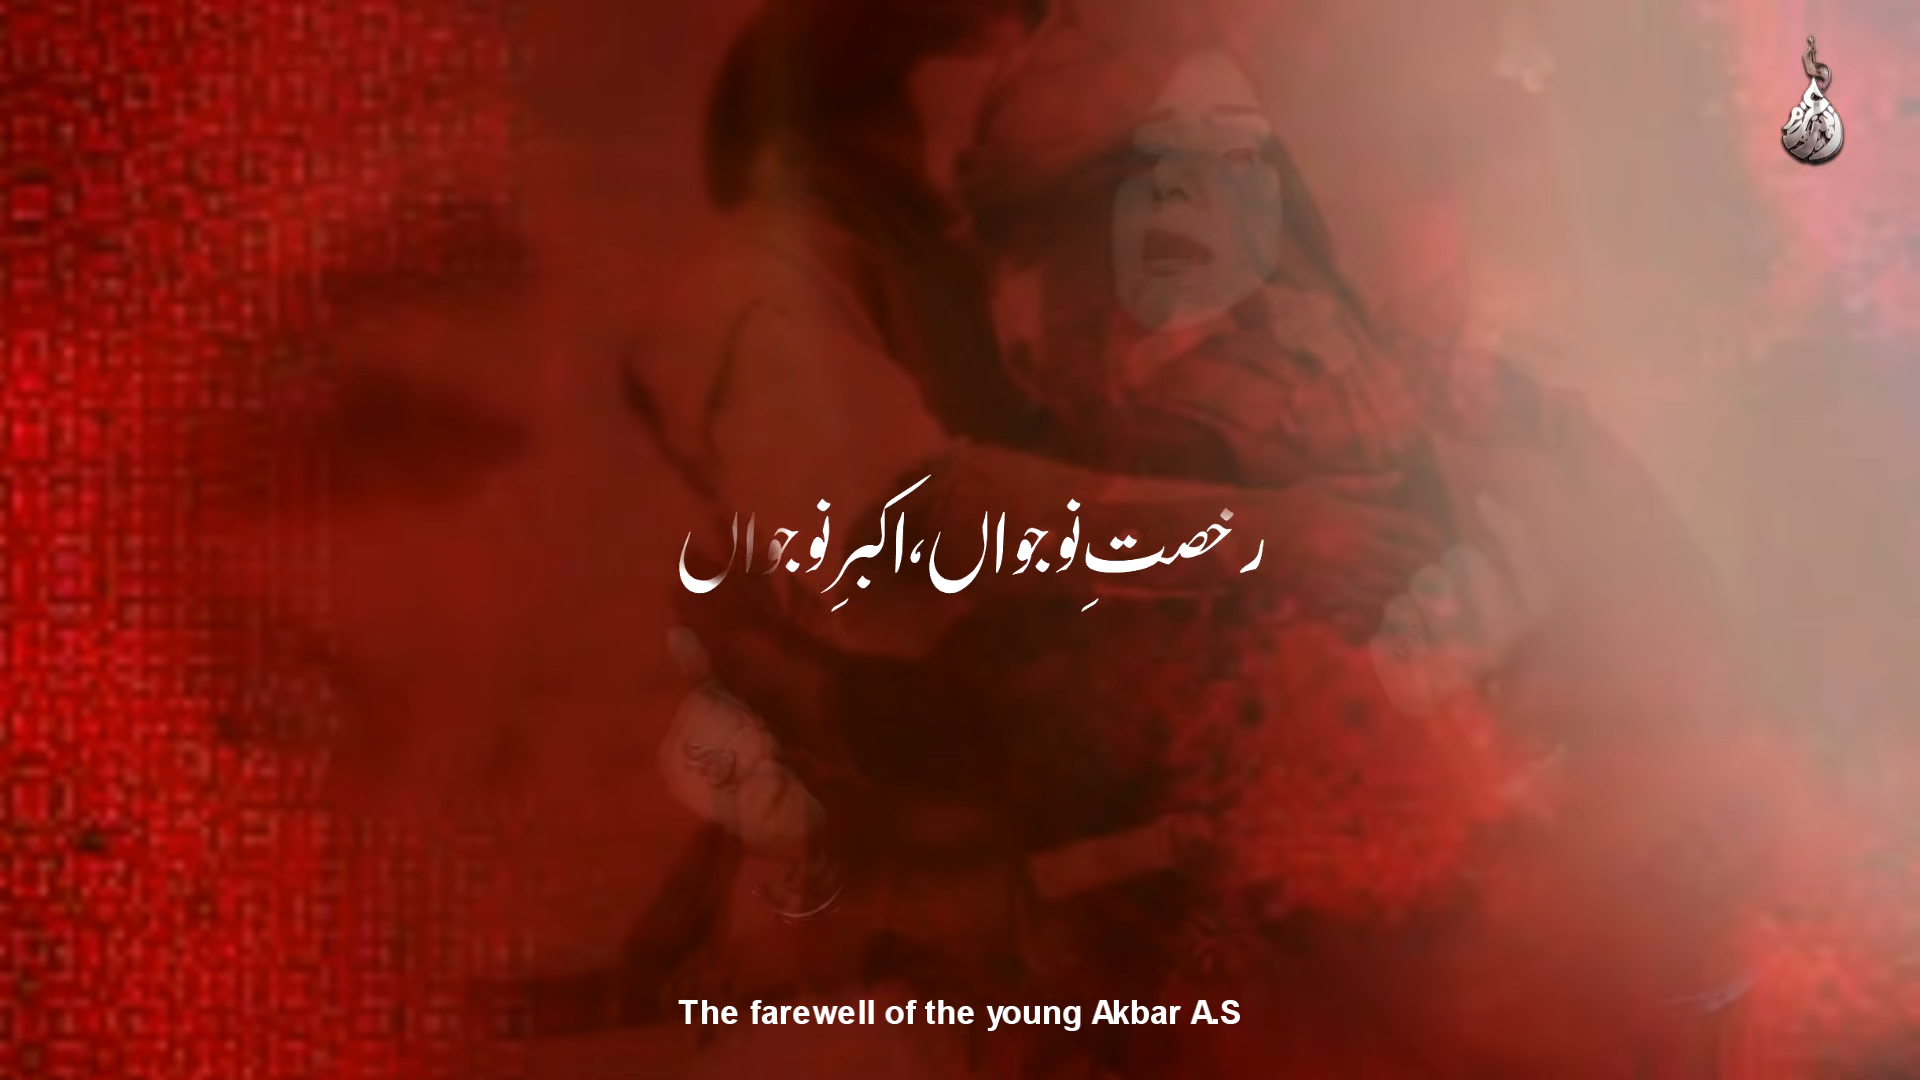 رخصتِ نوجواں، اکبرِ نوجواں
The farewell of the young Akbar A.S